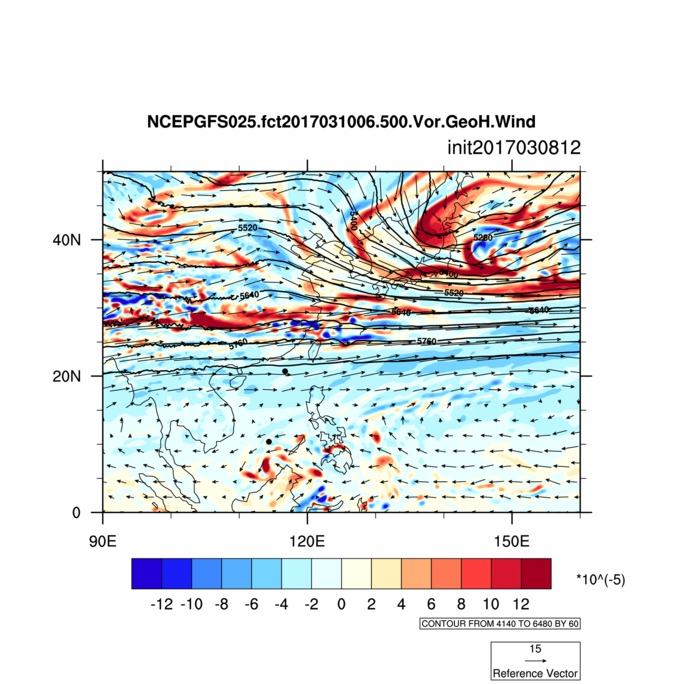 NCEPGFS025.fct2017031006.500.Vor.GeoH.Wind
init2017030812
5400
5520
5280
40N
5400
5520
5640
5640
5640
5760
5760
20N
0
90E 120E 150E
-12 -10 -8 -6 -4 -2 0 2 4 6 8 10 12
*10^(-5)
CONTOUR FROM 4140 TO 6480 BY 60
15
Reference Vector